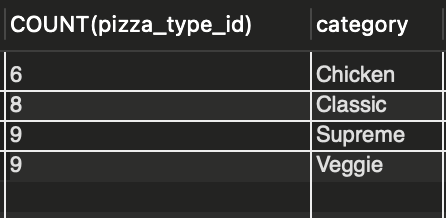 COUNT(pizza_type_id) category
6 Chicken
8 Classic
9 Supreme
9 Veggie